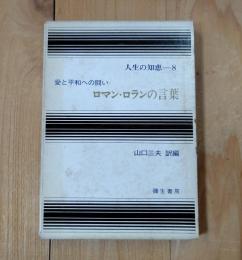 人生の知恵―8
愛と平和への闘い・
ロマン・ロランの言葉
山口三夫 訳編
彌生書房